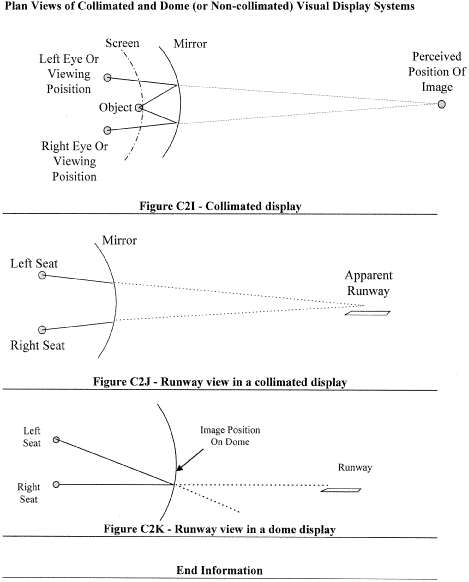 Plan Views of Collimated and Dome (or Non-collimated) Visual Display Systems
Screen
Mirror
Left Eye Or
Viewing
Poisition
Object
Right Eye Or
Viewing
Poisition
Perceived
Position Of
Image
Figure C2I - Collimated display
Mirror
Left Seat
Right Seat
Apparent
Runway
Figure C2J - Runway view in a collimated display
Left
Seat
Image Position
On Dome
Right
Seat
Runway
Figure C2K - Runway view in a dome display
End Information